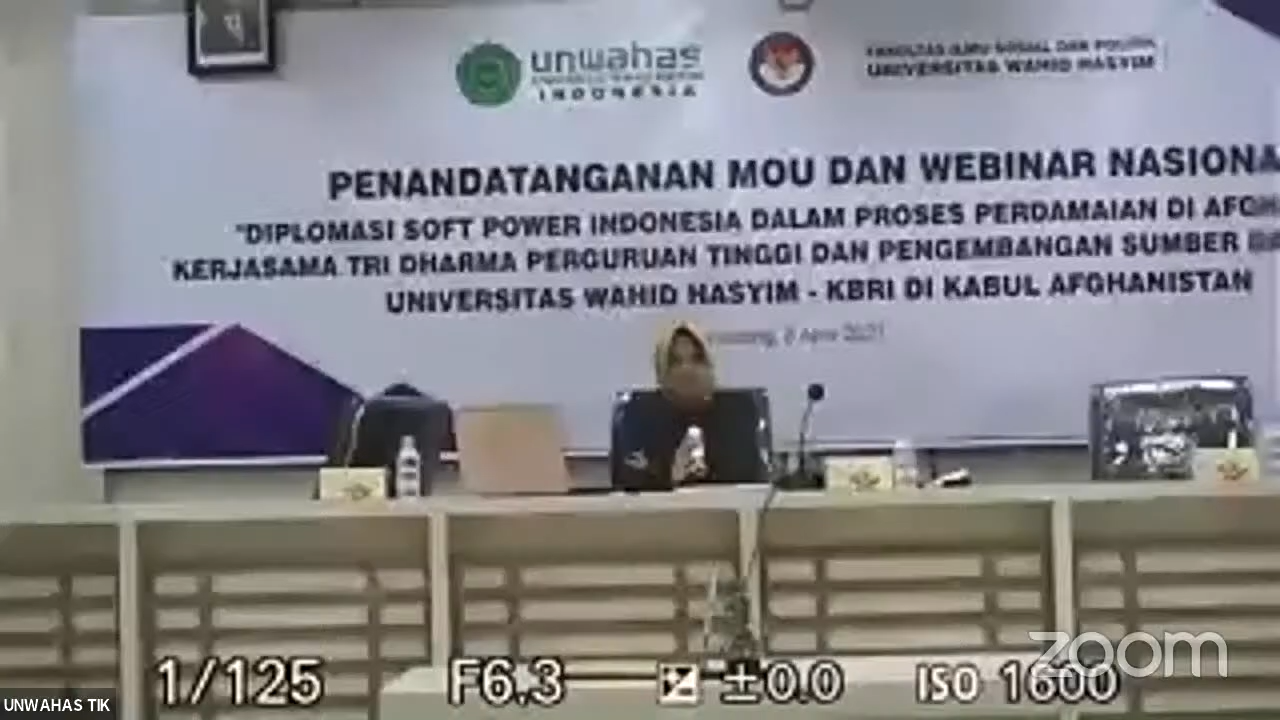 unwahas
INDONESIA
FAKULTAS ILMU SOSIAL DAN POLITIK
UNIVERSITAS WAHID HASYIM
PENANDATANGANAN MOU DAN WEBINAR NASIONA
"DIPLOMASI SOFT POWER INDONESIA DALAM PROSES PERDAMAIAN DI AFGH
KERJASAMA TRI DHARMA PERGURUAN TINGGI DAN PENGEMBANGAN SUMBER
UNIVERSITAS WAHID HASYIM - KBRI DI KABUL AFGHANISTAN
April 2021
zoom
1/125 F6.3 ±0.0 ISO 1600
UNWAHAS TIK